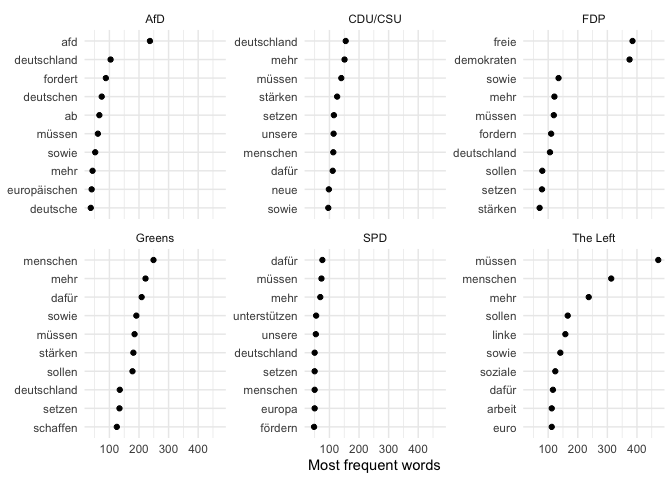 AfD
afd
deutschland
fordert
deutschen
ab
müssen
sowie
mehr
europäischen
deutsche
CDU/CSU
deutschland
mehr
müssen
stärken
setzen
unsere
menschen
dafür
neue
sowie
FDP
freie
demokraten
sowie
mehr
müssen
fordern
deutschland
sollen
setzen
stärken
Greens
menschen
mehr
dafür
sowie
müssen
stärken
sollen
deutschland
setzen
schaffen
100 200 300 400
SPD
dafür
müssen
mehr
unterstützen
unsere
deutschland
setzen
menschen
europa
fördern
100 200 300 400
The Left
müssen
menschen
mehr
sollen
linke
sowie
soziale
dafür
arbeit
euro
100 200 300 400
Most frequent words